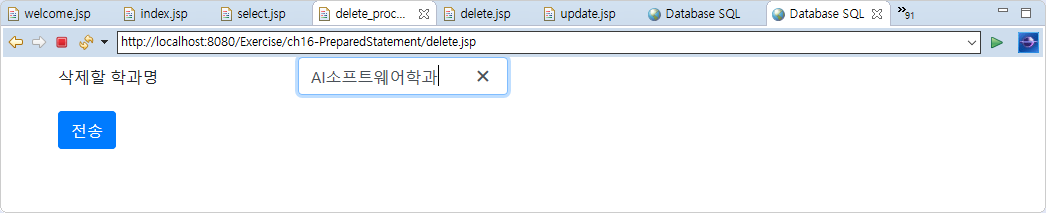 welcome.jsp index.jsp select.jsp delete_proc... delete.jsp update.jsp Database SQL Database SQL »91
http://localhost:8080/Exercise/ch16-PreparedStatement/delete.jsp
삭제할 학과명 AI소프트웨어학과
전송